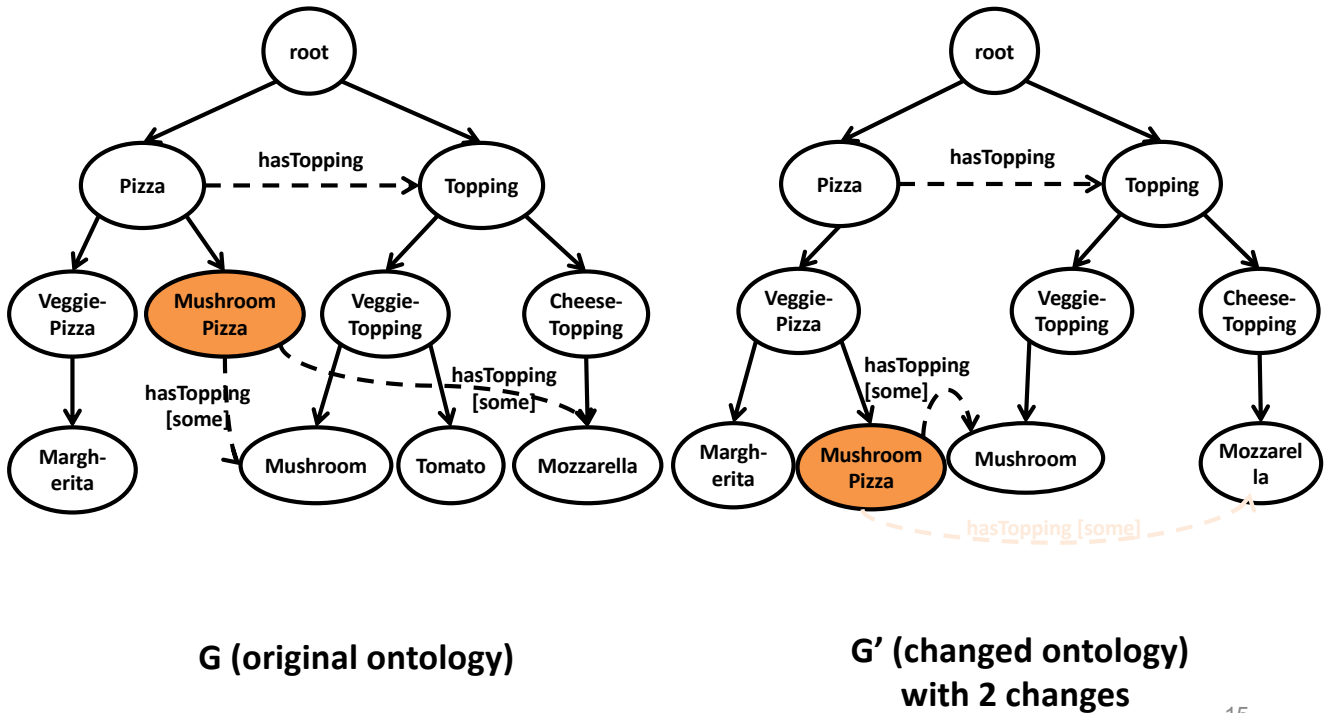 root
Pizza
hasTopping
Topping
Veggie-
Pizza
Mushroom
Pizza
Veggie-
Topping
Cheese-
Topping
hasTopping
[some]
hasTopping
[some]
Margh-
erita
Mushroom
Tomato
Mozzarella
G (original ontology)
root
Pizza
hasTopping
Topping
Veggie-
Pizza
Veggie-
Topping
Cheese-
Topping
hasTopping
[some]
Margh-
erita
Mushroom
Pizza
Mushroom
Mozzarel
la
hasTopping [some]
G’ (changed ontology)
with 2 changes
15